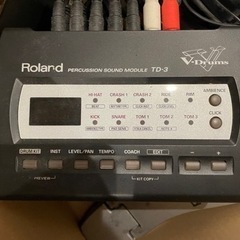 Roland PERCUSSION SOUND MODULE TD-3
V-Drums
HI-HAT CRASH 1 CRASH 2 RIDE RIM
AMBIENCE
KICK SNARE TOM 1 TOM 2 TOM 3
CLICK
DRUM KIT INST LEVEL/PAN TEMPO COACH EDIT - +
PREVIEW KIT COPY